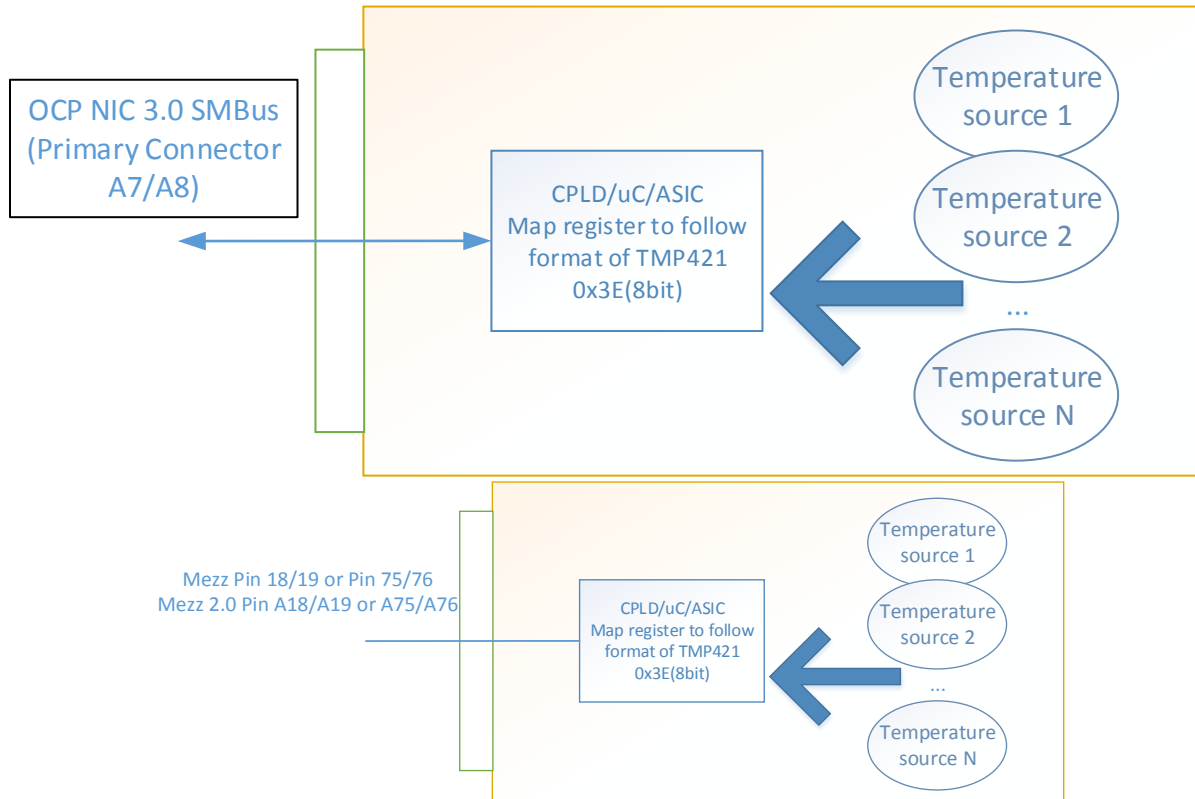 OCP NIC 3.0 SMBus
(Primary Connector
A7/A8)
CPLD/uC/ASIC
Map register to follow
format of TMP421
0x3E(8bit)
Temperature
source 1
Temperature
source 2
...
Temperature
source N
Mezz Pin 18/19 or Pin 75/76
Mezz 2.0 Pin A18/A19 or A75/A76
CPLD/uC/ASIC
Map register to follow
format of TMP421
0x3E(8bit)
Temperature
source 1
Temperature
source 2
...
Temperature
source N